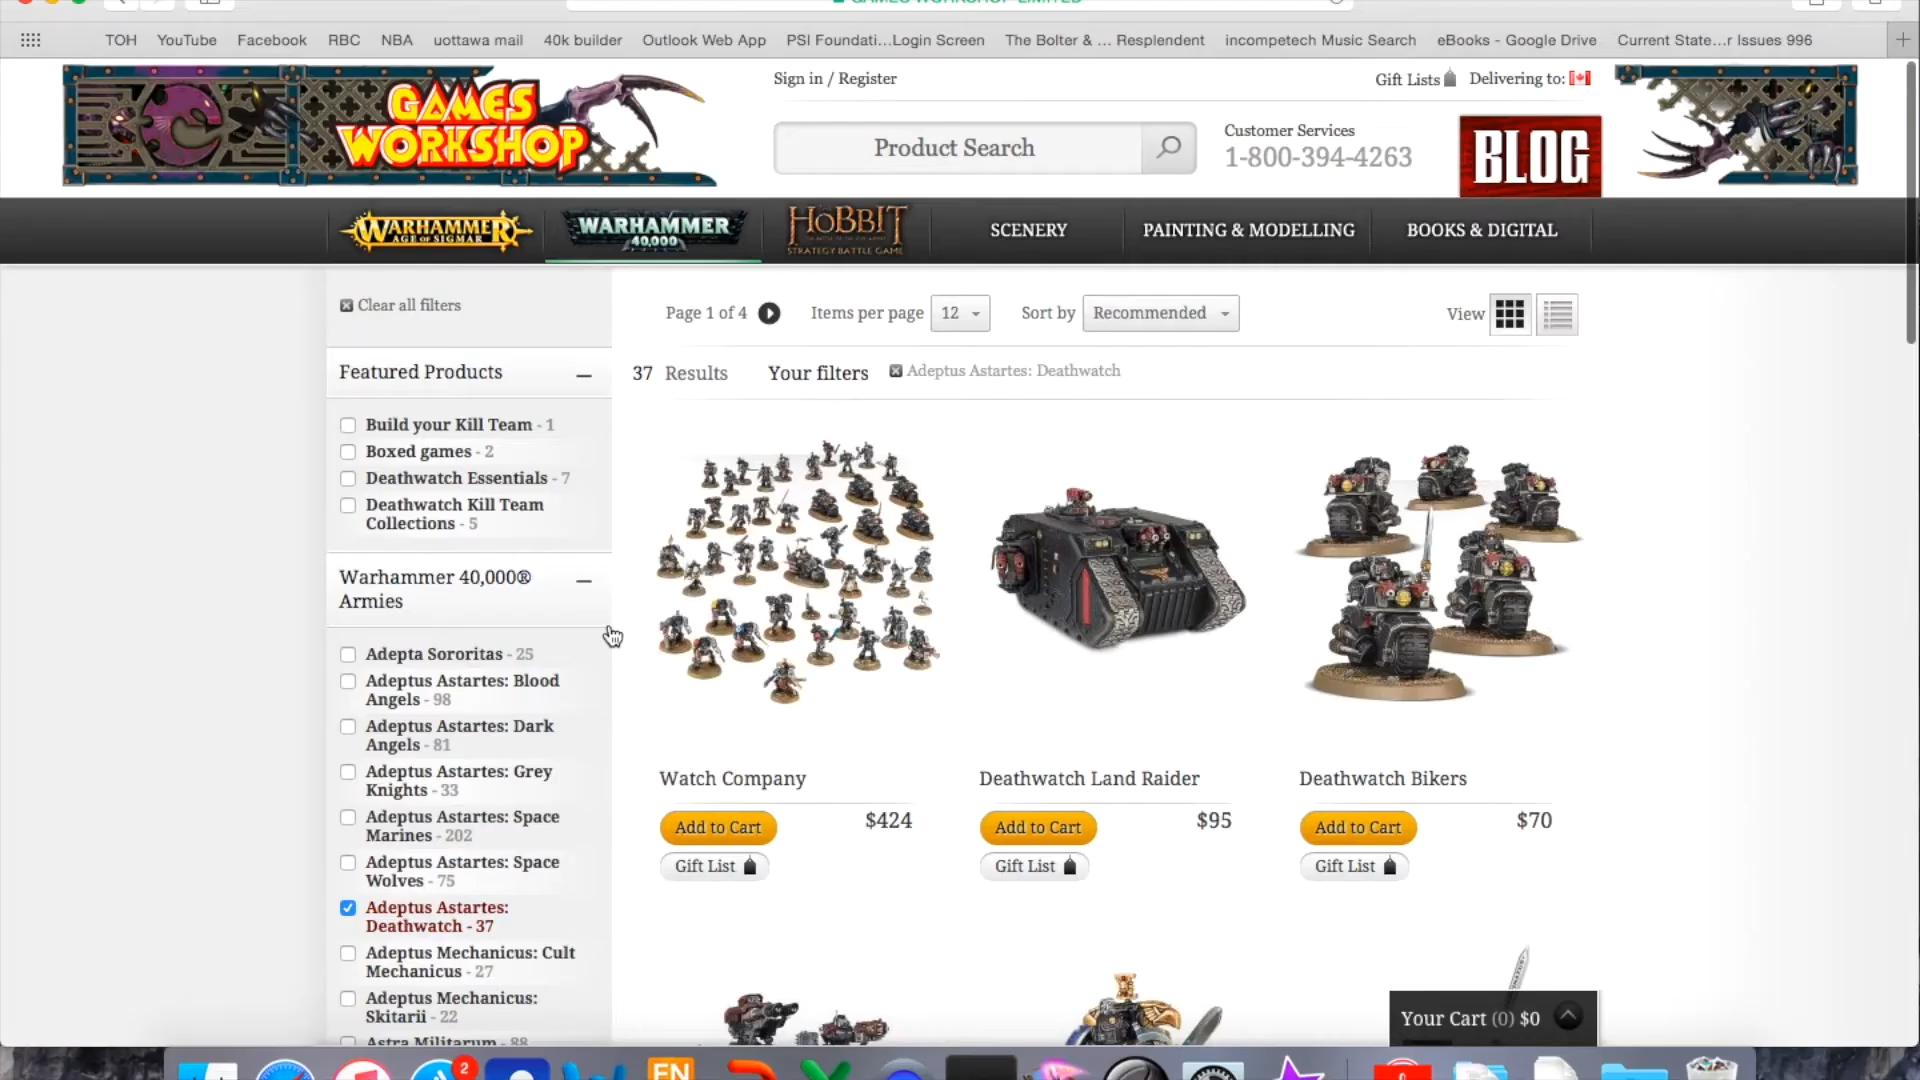 TOH YouTube Facebook RBC NBA uottawa mail 40k builder Outlook Web App PSI Foundati...Login Screen The Bolter & ... Resplendent incompetech Music Search eBooks - Google Drive Current State...r Issues 996
GAMES WORKSHOP
Sign in / Register
Gift Lists Delivering to:
Product Search
Customer Services
1-800-394-4263
BLOG
WARHAMMER AGE OF SIGMAR
WARHAMMER 40,000
THE HOBBIT STRATEGY BATTLE GAME
SCENERY
PAINTING & MODELLING
BOOKS & DIGITAL
Clear all filters
Page 1 of 4 Items per page 12 Sort by Recommended View
Featured Products
37 Results Your filters Adeptus Astartes: Deathwatch
Build your Kill Team - 1
Boxed games - 2
Deathwatch Essentials - 7
Deathwatch Kill Team
Collections - 5
Warhammer 40,000®
Armies
Adepta Sororitas - 25
Adeptus Astartes: Blood
Angels - 98
Adeptus Astartes: Dark
Angels - 81
Adeptus Astartes: Grey
Knights - 33
Adeptus Astartes: Space
Marines - 202
Adeptus Astartes: Space
Wolves - 75
Adeptus Astartes:
Deathwatch - 37
Adeptus Mechanicus: Cult
Mechanicus - 27
Adeptus Mechanicus:
Skitarii - 22
Astra Militarum - 88
Watch Company
Add to Cart $424
Gift List
Deathwatch Land Raider
Add to Cart $95
Gift List
Deathwatch Bikers
Add to Cart $70
Gift List
Your Cart (0) $0
2
EN